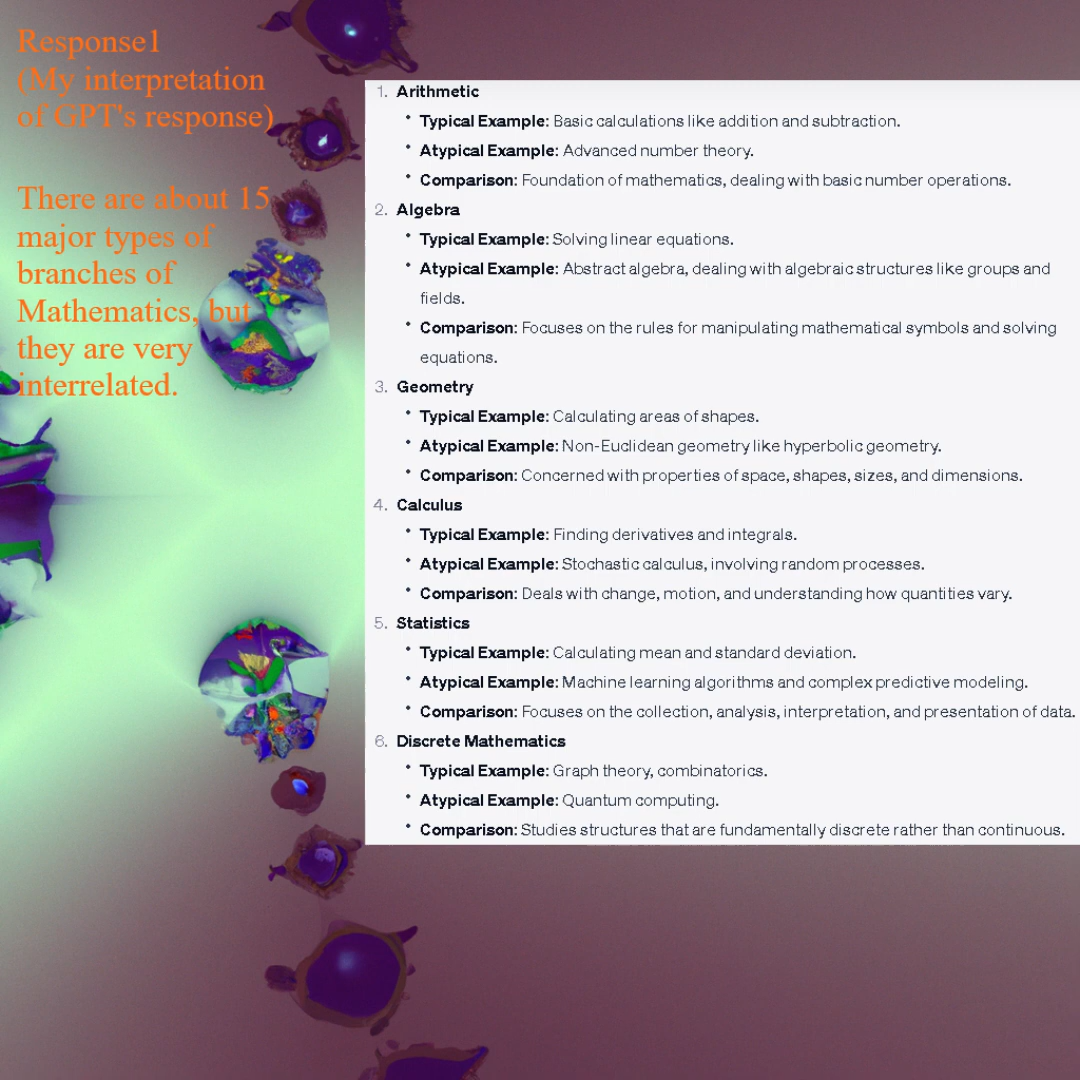 Response1
(My interpretation
of GPT's response)
There are about 15
major types of
branches of
Mathematics, but
they are very
interrelated.
1. Arithmetic
• Typical Example: Basic calculations like addition and subtraction.
• Atypical Example: Advanced number theory.
• Comparison: Foundation of mathematics, dealing with basic number operations.
2. Algebra
• Typical Example: Solving linear equations.
• Atypical Example: Abstract algebra, dealing with algebraic structures like groups and
fields.
• Comparison: Focuses on the rules for manipulating mathematical symbols and solving
equations.
3. Geometry
• Typical Example: Calculating areas of shapes.
• Atypical Example: Non-Euclidean geometry like hyperbolic geometry.
• Comparison: Concerned with properties of space, shapes, sizes, and dimensions.
4. Calculus
• Typical Example: Finding derivatives and integrals.
• Atypical Example: Stochastic calculus, involving random processes.
• Comparison: Deals with change, motion, and understanding how quantities vary.
5. Statistics
• Typical Example: Calculating mean and standard deviation.
• Atypical Example: Machine learning algorithms and complex predictive modeling.
• Comparison: Focuses on the collection, analysis, interpretation, and presentation of data.
6. Discrete Mathematics
• Typical Example: Graph theory, combinatorics.
• Atypical Example: Quantum computing.
• Comparison: Studies structures that are fundamentally discrete rather than continuous.